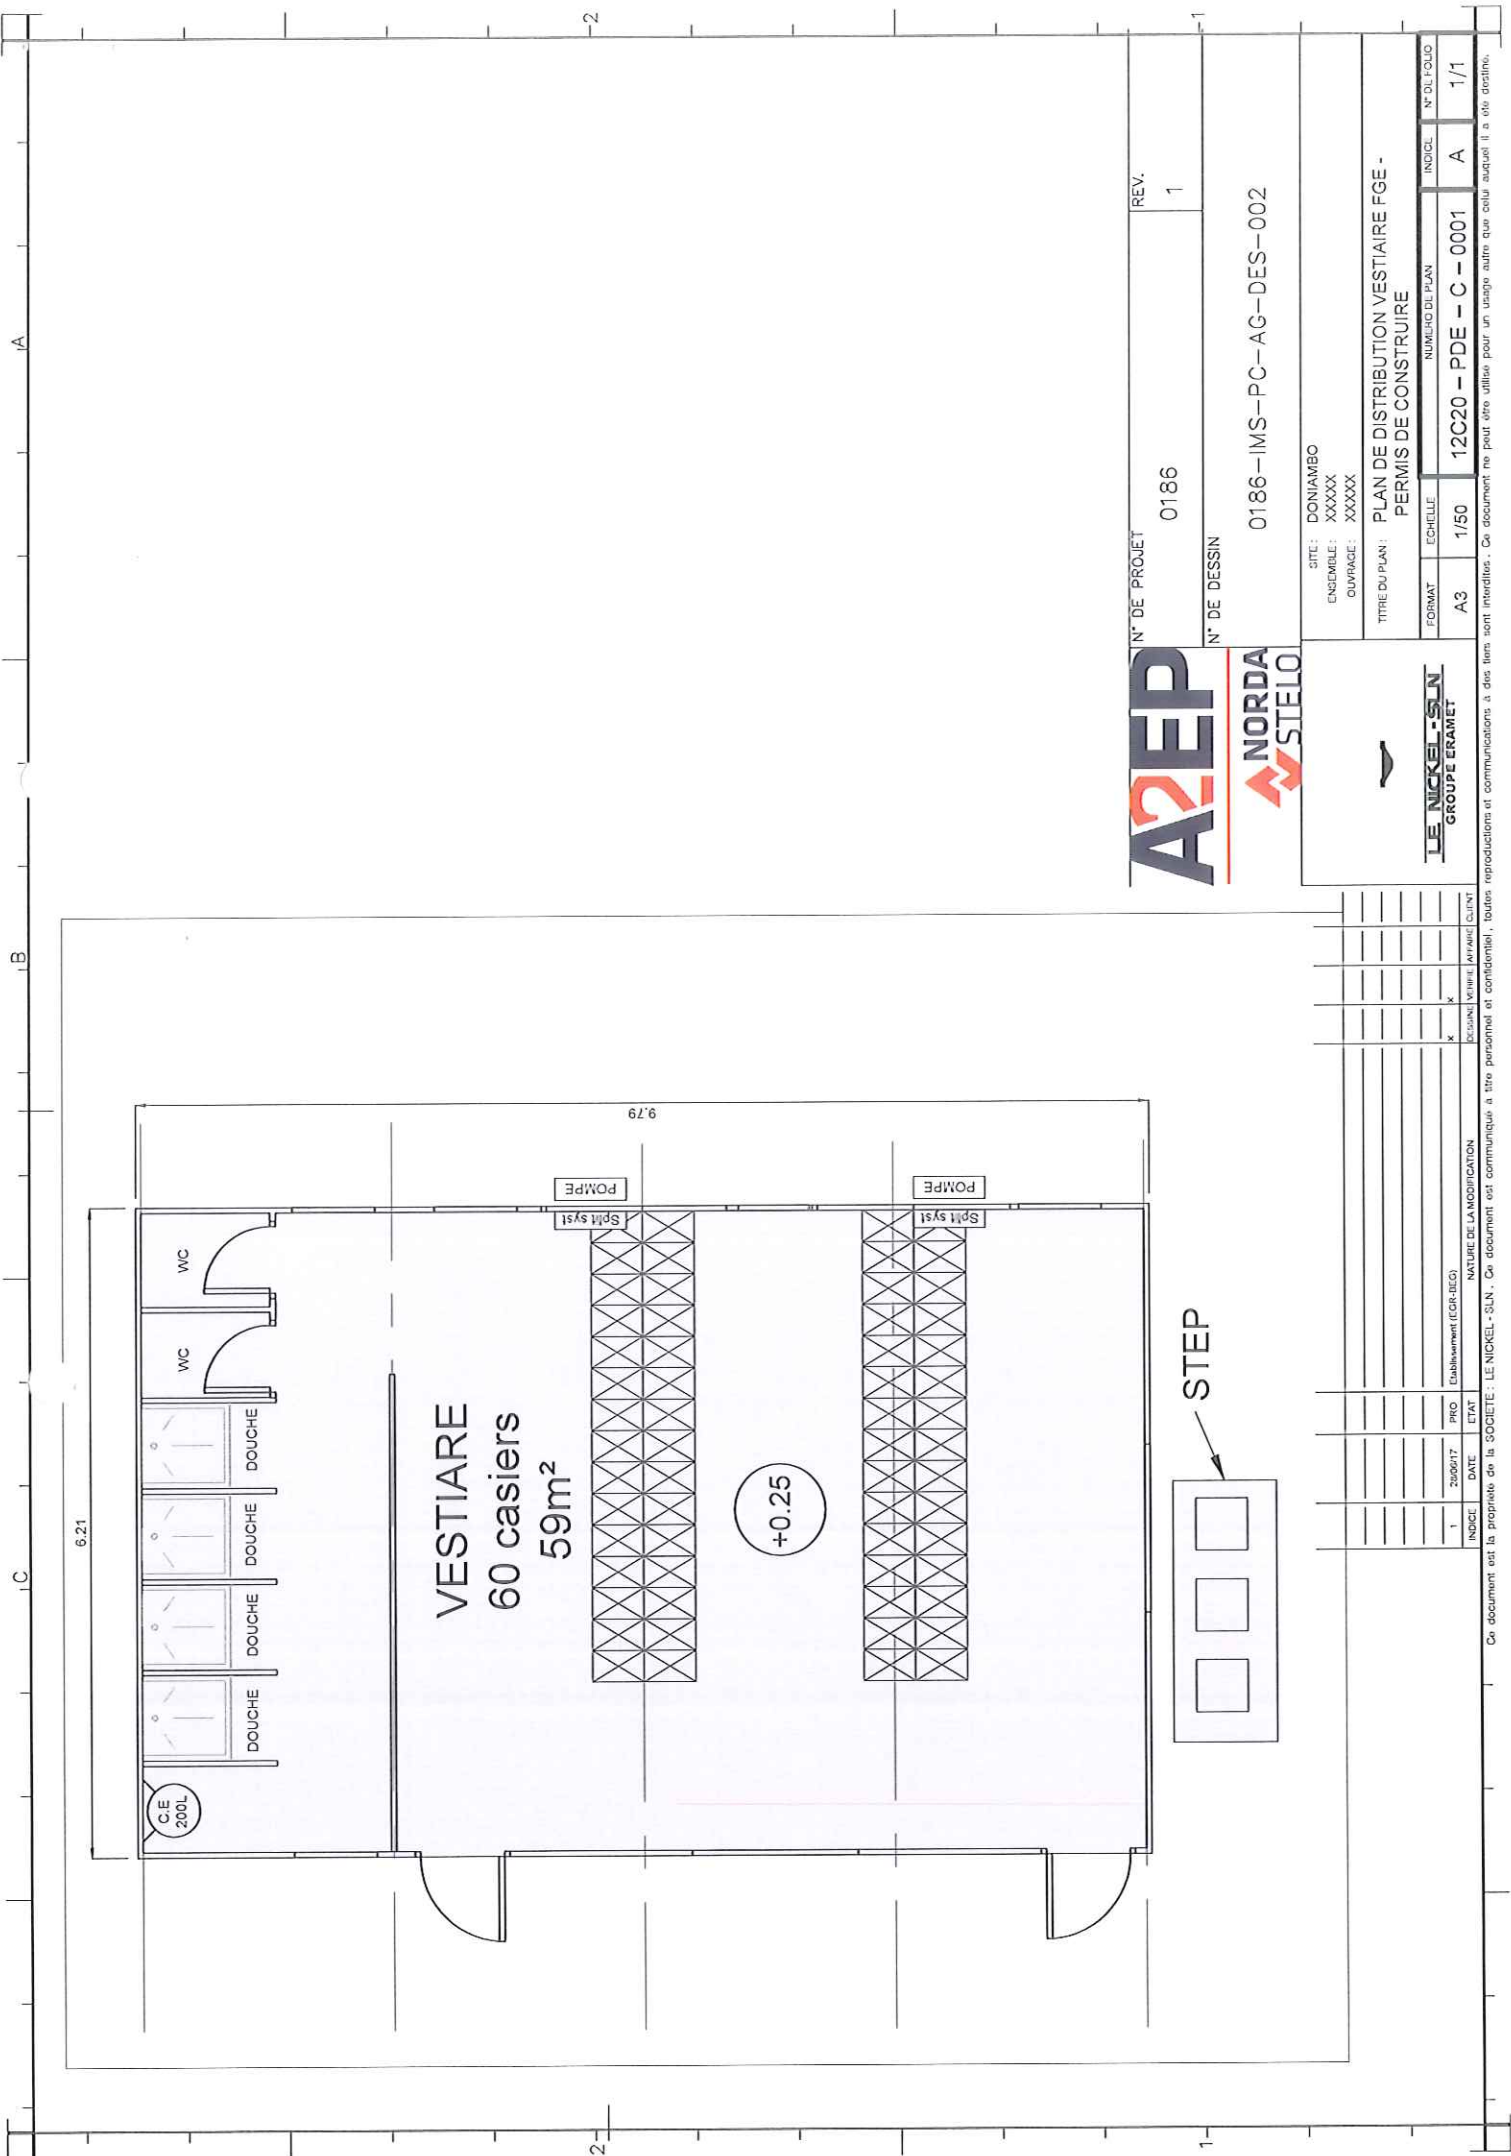 C
B
A
6.21
C.E
200L
DOUCHE
DOUCHE
DOUCHE
DOUCHE
WC
WC
VESTIARE
60 casiers
59m²
Split syst
POMPE
9.79
+0.25
Split syst
POMPE
STEP
2
1
2
1
A2EP
NORDA
STELO
N° DE PROJET
0186
REV.
1
N° DE DESSIN
0186-IMS-PC-AG-DES-002
SITE : DONIAMBO
ENSEMBLE : XXXXX
OUVRAGE : XXXXX
TITRE DU PLAN : PLAN DE DISTRIBUTION VESTIAIRE FGE -
PERMIS DE CONSTRUIRE
LE NICKEL - SLN
GROUPE ERAMET
FORMAT ECHELLE NUMERO DE PLAN INDICE N° DE FOLIO
A3 1/50 12C20 - PDE - C - 0001 A 1/1
1 28/06/17 PRO Etablissement (EGR-BEG) x x
INDICE DATE ETAT NATURE DE LA MODIFICATION DESSINE VERIFIE AFFAIRE CLIENT
Ce document est la propriété de la SOCIETE : LE NICKEL - SLN . Ce document est communiqué à titre personnel et confidentiel , toutes reproductions et communications à des tiers sont interdites . Ce document ne peut être utilisé pour un usage autre que celui auquel il a été destiné.